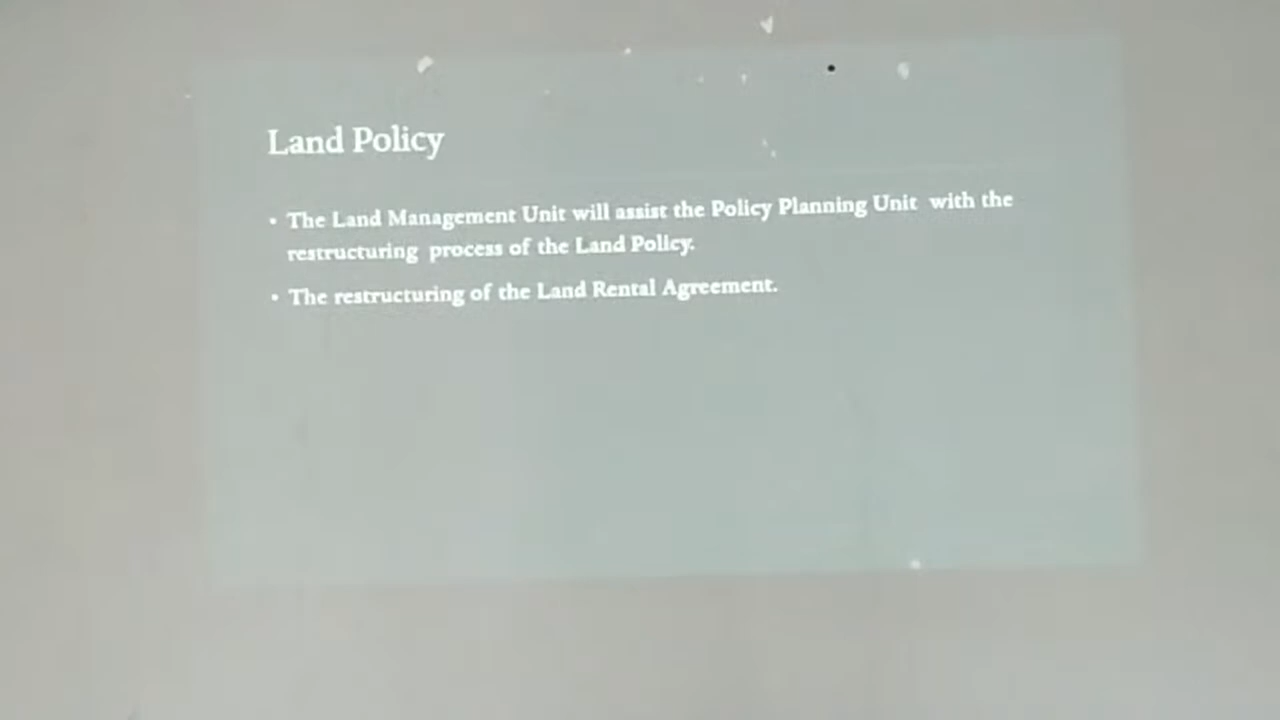 Land Policy
• The Land Management Unit will assist the Policy Planning Unit with the
restructuring process of the Land Policy.
• The restructuring of the Land Rental Agreement.